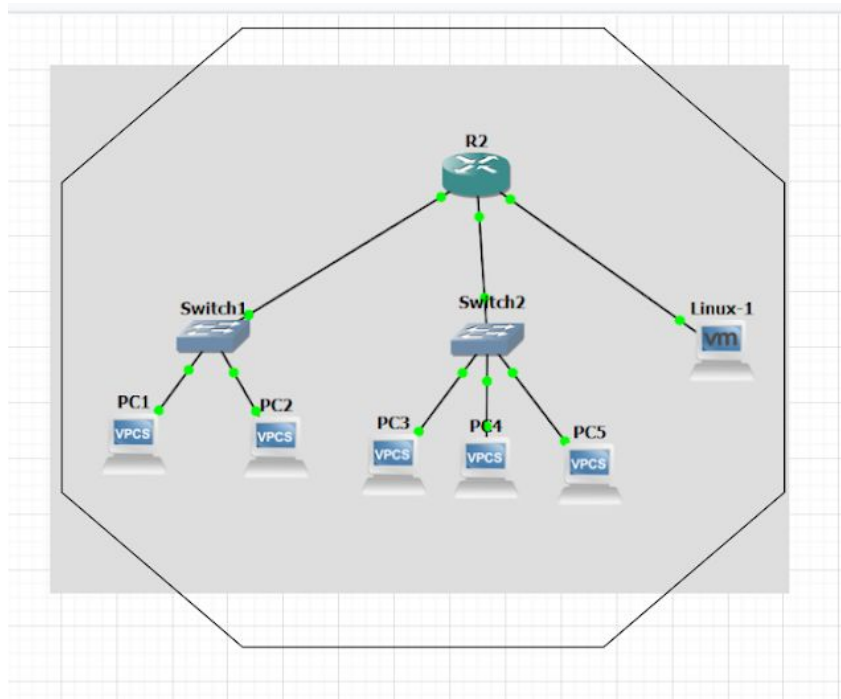 R2
Switch1
Switch2
Linux-1
vm
PC1
PC2
VPCS
VPCS
PC3
PC4
PC5
VPCS
VPCS
VPCS